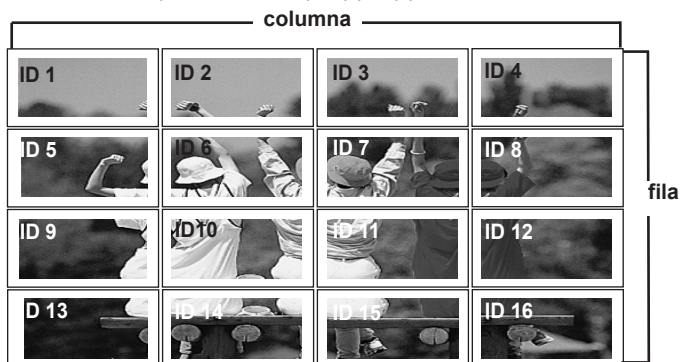 columna
ID 1 ID 2 ID 3 ID 4
ID 5 ID 6 ID 7 ID 8
fila
ID 9 ID10 ID 11 ID 12
D 13 ID 14 ID 15 ID 16